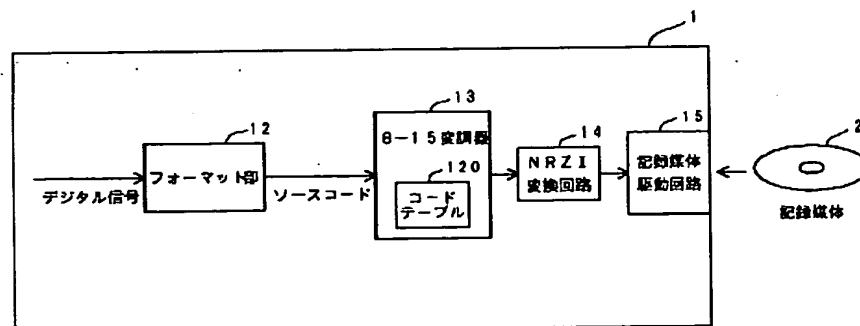 1
12
フォーマット部
デジタル信号
ソースコード
13
8-15変調器
120
コード
テーブル
14
NRZI
変換回路
15
記録媒体
駆動回路
2
記録媒体